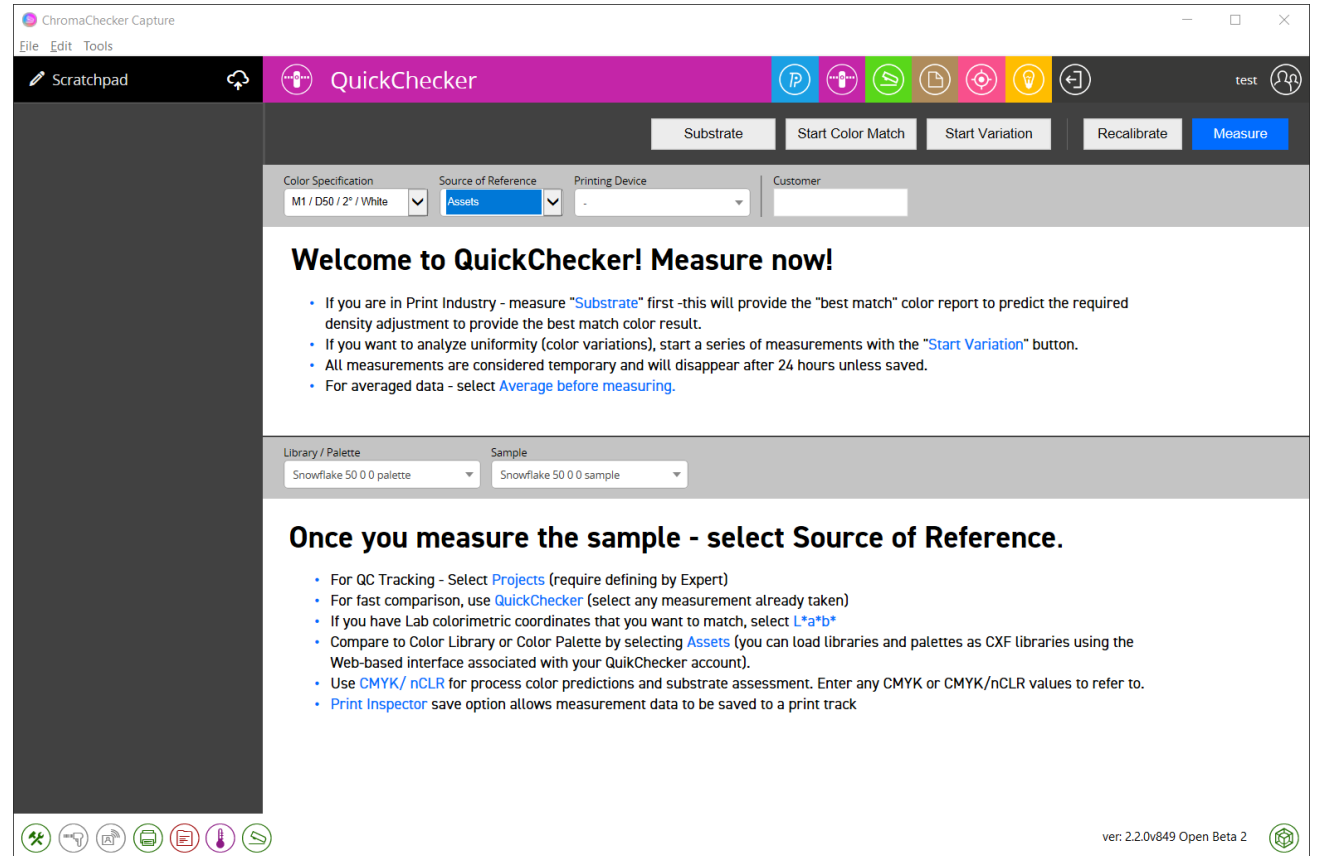 ChromaChecker Capture
File Edit Tools
Scratchpad
QuickChecker
test
Substrate
Start Color Match
Start Variation
Recalibrate
Measure
Color Specification
Source of Reference
Printing Device
Customer
M1 / D50 / 2° / White
Assets
-
Welcome to QuickChecker! Measure now!
• If you are in Print Industry - measure "Substrate" first -this will provide the "best match" color report to predict the required
density adjustment to provide the best match color result.
• If you want to analyze uniformity (color variations), start a series of measurements with the "Start Variation" button.
• All measurements are considered temporary and will disappear after 24 hours unless saved.
• For averaged data - select Average before measuring.
Library / Palette
Sample
Snowflake 50 0 0 palette
Snowflake 50 0 0 sample
Once you measure the sample - select Source of Reference.
• For QC Tracking - Select Projects (require defining by Expert)
• For fast comparison, use QuickChecker (select any measurement already taken)
• If you have Lab colorimetric coordinates that you want to match, select L*a*b*
• Compare to Color Library or Color Palette by selecting Assets (you can load libraries and palettes as CXF libraries using the
Web-based interface associated with your QuikChecker account).
• Use CMYK/ nCLR for process color predictions and substrate assessment. Enter any CMYK or CMYK/nCLR values to refer to.
• Print Inspector save option allows measurement data to be saved to a print track
ver: 2.2.0v849 Open Beta 2